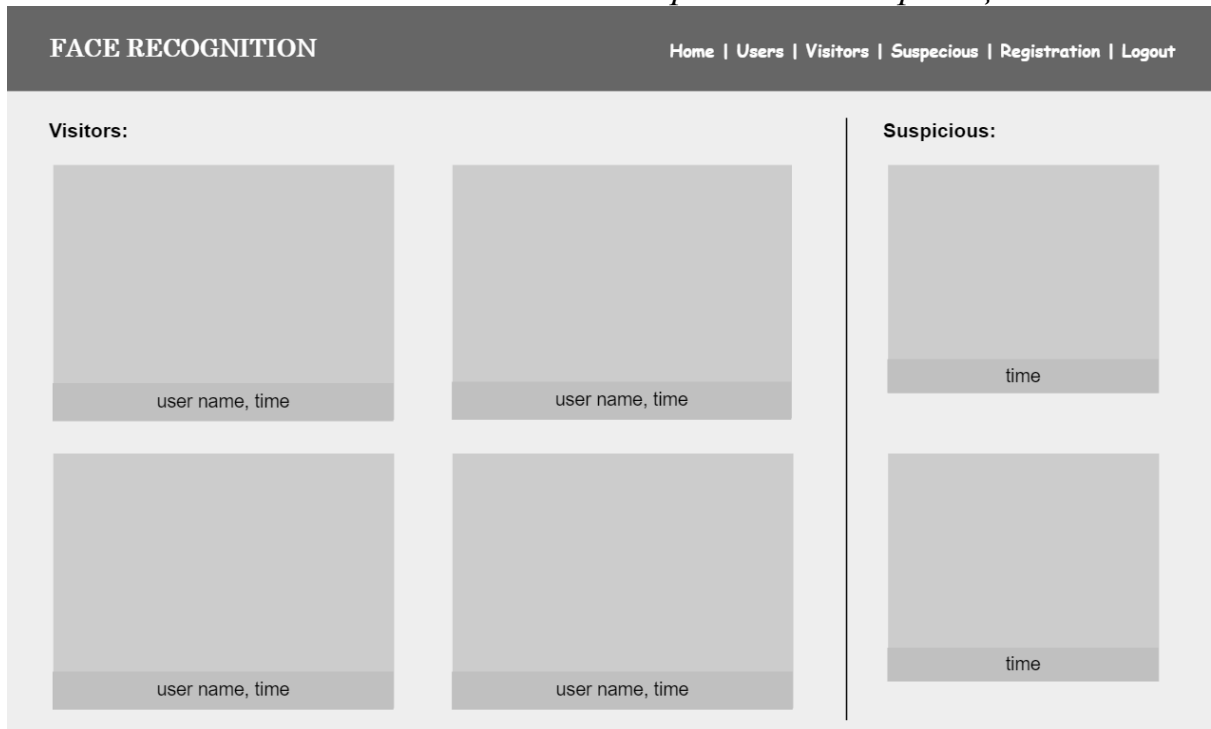 FACE RECOGNITION
Home | Users | Visitors | Suspecious | Registration | Logout
Visitors:
Suspicious:
user name, time
user name, time
time
user name, time
user name, time
time